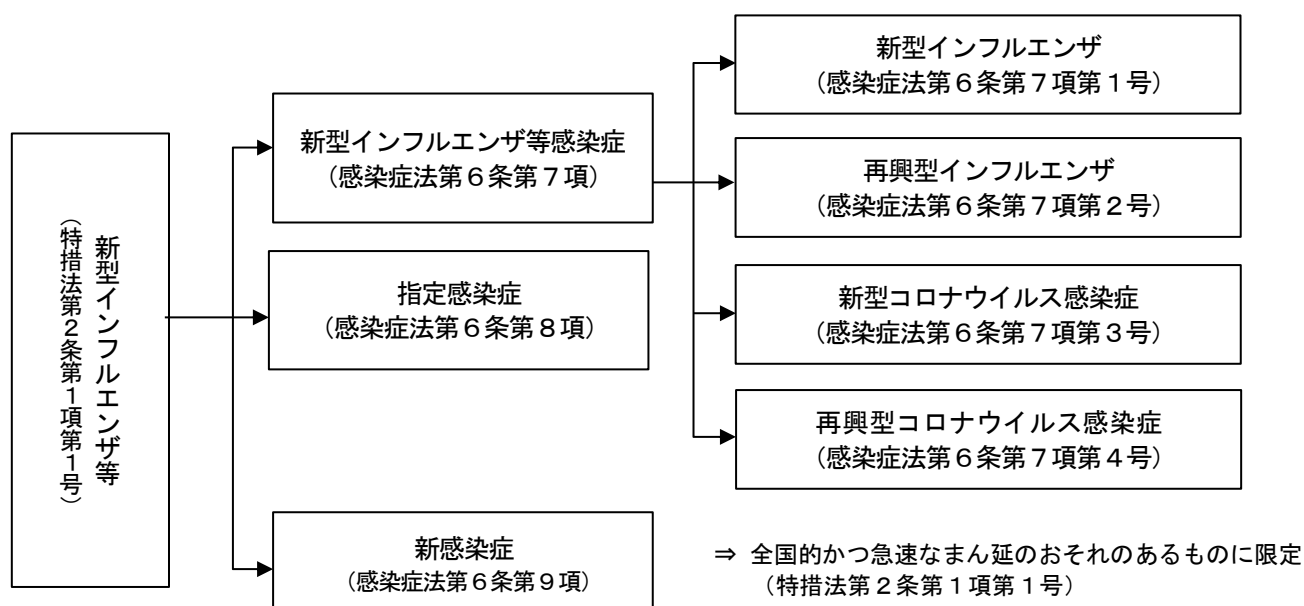 新型インフルエンザ等
（特措法第２条第１項第１号）
新型インフルエンザ等感染症
（感染症法第６条第７項）
指定感染症
（感染症法第６条第８項）
新感染症
（感染症法第６条第９項）
新型インフルエンザ
（感染症法第６条第７項第１号）
再興型インフルエンザ
（感染症法第６条第７項第２号）
新型コロナウイルス感染症
（感染症法第６条第７項第３号）
再興型コロナウイルス感染症
（感染症法第６条第７項第４号）
⇒ 全国的かつ急速なまん延のおそれのあるものに限定
（特措法第２条第１項第１号）